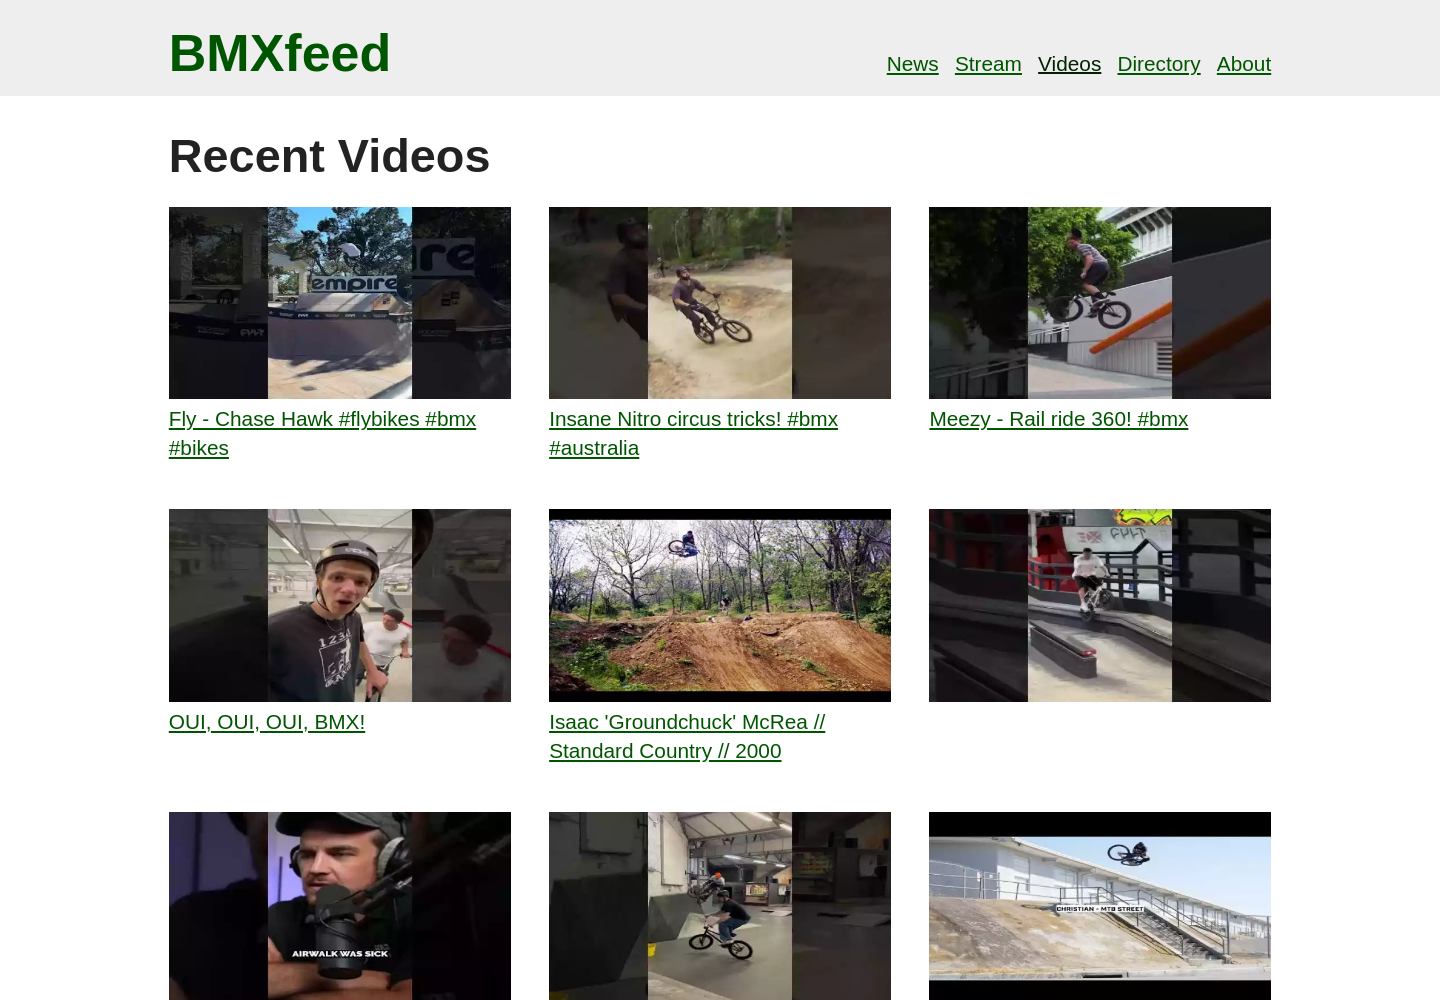 BMXfeed
News Stream Videos Directory About
Recent Videos
empire
Fly - Chase Hawk #flybikes #bmx
#bikes
Insane Nitro circus tricks! #bmx
#australia
Meezy - Rail ride 360! #bmx
1234
CULT
OUI, OUI, OUI, BMX!
Isaac 'Groundchuck' McRea //
Standard Country // 2000
AIRWALK WAS SICK
CHRISTIAN - MTB STREET